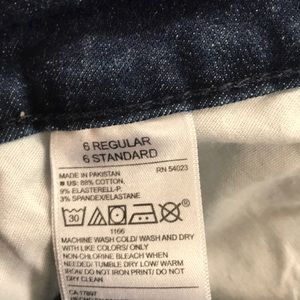 6 REGULAR
6 STANDARD
MADE IN PAKISTAN RN 54023
■ US: 88% COTTON,
9% ELASTERELL-P,
3% SPANDEX/ELASTANE
30
1166
MACHINE WASH COLD/ WASH AND DRY
WITH LIKE COLORS/ ONLY
NON-CHLORINE BLEACH WHEN
NEEDED/ TUMBLE DRY LOW/ WARM
IRON/ DO NOT IRON PRINT/ DO NOT
DRY CLEAN
CA 17897